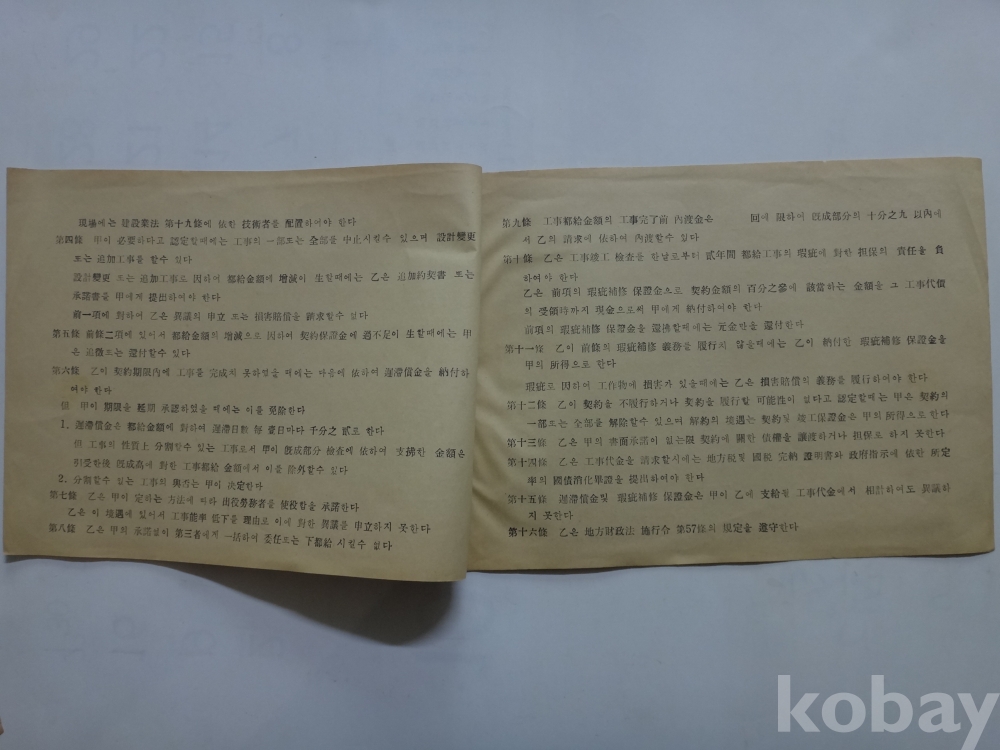 現場에는 建設業法 第十九條에 依한 技術者를 配置하여야 한다
第四條 甲이 必要하다고 認定할때에는 工事의 一部또는 全部를 中止시킬수 있으며 設計變更
또는 追加工事를 할수 있다
設計變更 또는 追加工事로 因하여 都給金額에 增減이 生할때에는 乙은 追加約契書 또는
承諾書를 甲에게 提出하여야 한다
前一項에 對하여 乙은 異議의 申立 또는 損害賠償을 請求할수 없다
第五條 前條二項에 있어서 都給金額의 增減으로 因하여 契約保證金에 過不足이 生할때에는 甲
은 追徵또는 還付할수 있다
第六條 乙이 契約期限內에 工事를 完成치 못하였을 때에는 다음에 依하여 遲滯償金을 納付하
여야 한다
但 甲이 期限을 延期 承認하였을 때에는 이를 免除한다
1. 遲滯償金은 都給金額에 對하여 遲滯日數 每 壹日마다 千分之 貳로 한다
但 工事의 性質上 分割할수 있는 工事로서 甲이 旣成部分 檢査에 依하여 支拂한 金額은
引受한後 旣成高에 對한 工事都給 金額에서 이를 除外할수 있다
2. 分割할수 있는 工事의 與否는 甲이 決定한다
第七條 乙은 甲이 定하는 方法에 따라 出役勞務者를 使役함을 承諾한다
乙은 이 境遇에 있어서 工事能率 低下를 理由로 이에 對한 異議를 申立하지 못한다
第八條 乙은 甲의 承諾없이 第三者에게 一括하여 委任또는 下都給 시킬수 없다
第九條 工事都給金額의 工事完了前 內渡金은 回에 限하여 旣成部分의 十分之九 以內에
서 乙의 請求에 依하여 內渡할수 있다
第十條 乙은 工事竣工 檢査를 한날로부터 貳年間 都給工事의 瑕疵에 對한 担保의 責任을 負
하여야 한다
乙은 前項의 瑕疵補修 保證金으로 契約金額의 百分之參에 該當하는 金額을 그 工事代價
의 受領時까지 現金으로써 甲에게 納付하여야 한다
前項의 瑕疵補修 保證金을 還拂할때에는 元金만을 還付한다
第十一條 乙이 前條의 瑕疵補修 義務를 履行치 않을때에는 乙이 納付한 瑕疵補修 保證金을
甲의 所得으로 한다
瑕疵로 因하여 工作物에 損害가 있을때에는 乙은 損害賠償의 義務를 履行하여야 한다
第十二條 乙이 契約을 不履行하거나 契約을 履行할 可能性이 없다고 認定할때는 甲은 契約의
一部또는 全部를 解除할수 있으며 解約의 境遇는 契約및 竣工保證金은 甲의 所得으로 한다
第十三條 乙은 甲의 書面承諾이 없는限 契約에 關한 債權을 讓渡하거나 担保로 하지 못한다
第十四條 乙은 工事代金을 請求할시에는 地方稅및 國稅 完納 證明書와 政府指示에 依한 所定
率의 國債消化畢證을 提出하여야 한다
第十五條 遲滯償金및 瑕疵補修 保證金은 甲이 乙에 支給될 工事代金에서 相計하여도 異議하
지 못한다
第十六條 乙은 地方財政法 施行令 第57條의 規定을 遵守한다
kobay